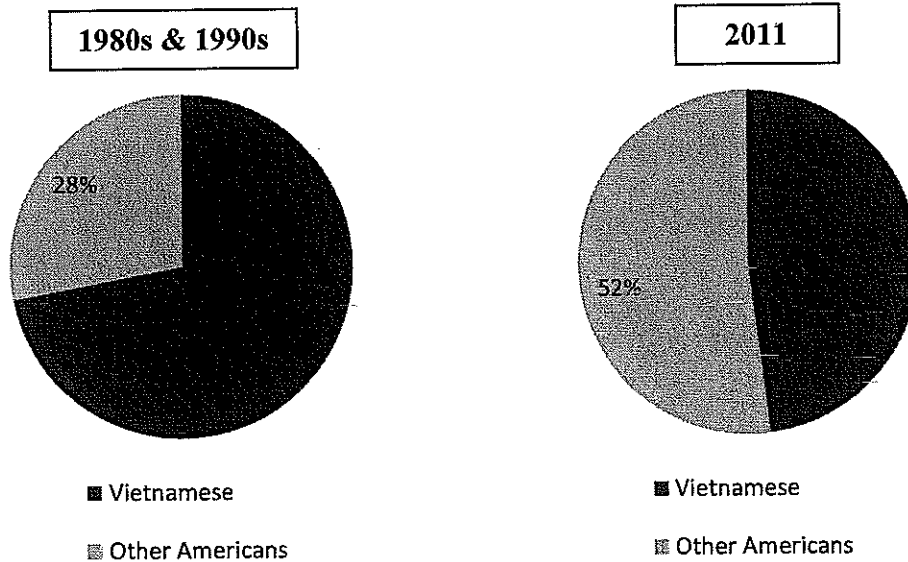 1980s & 1990s
28%
Vietnamese
Other Americans
2011
52%
Vietnamese
Other Americans